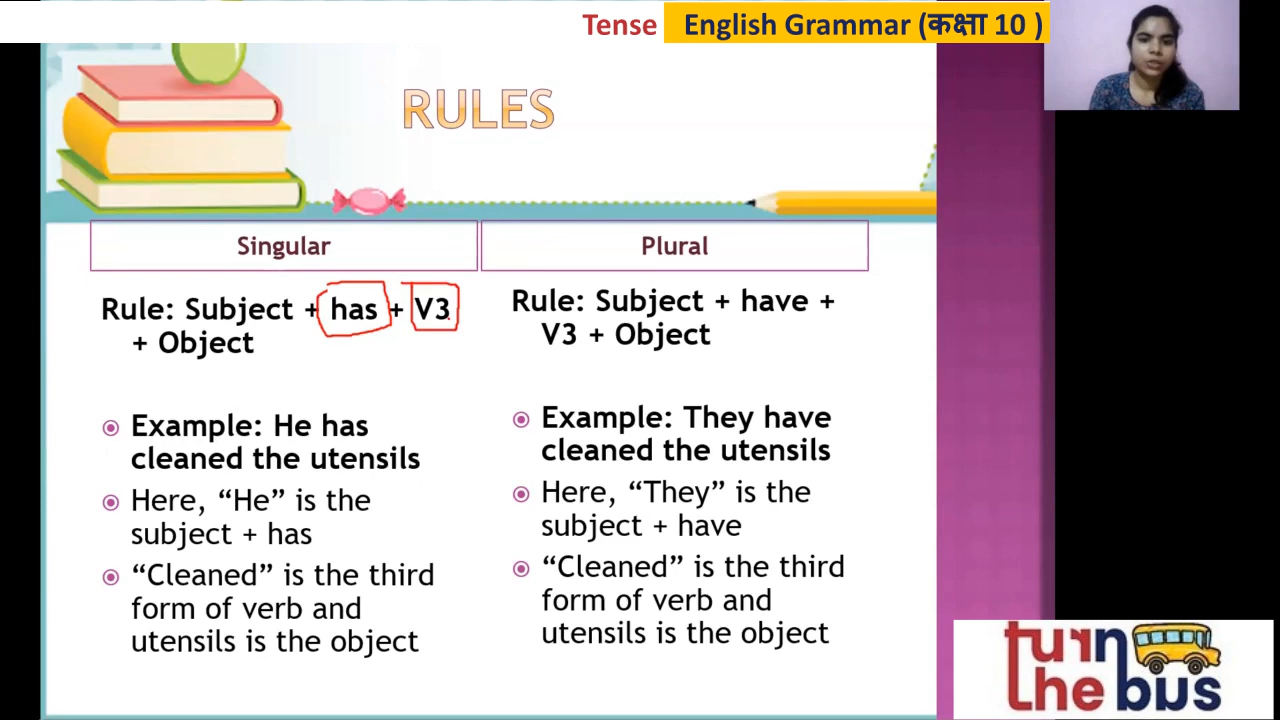 Tense English Grammar (कक्षा 10 )
RULES
Singular
Rule: Subject + has + V3
+ Object
Example: He has
cleaned the utensils
Here, “He” is the
subject + has
“Cleaned” is the third
form of verb and
utensils is the object
Plural
Rule: Subject + have +
V3 + Object
Example: They have
cleaned the utensils
Here, “They” is the
subject + have
“Cleaned” is the third
form of verb and
utensils is the object
turn
the bus